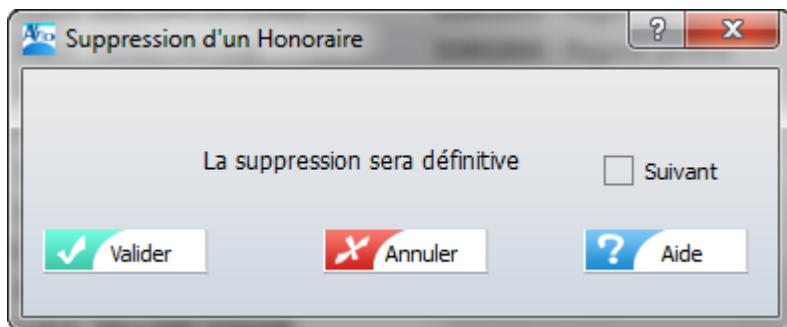 Suppression d'un Honoraire
La suppression sera définitive
Suivant
Valider
Annuler
Aide